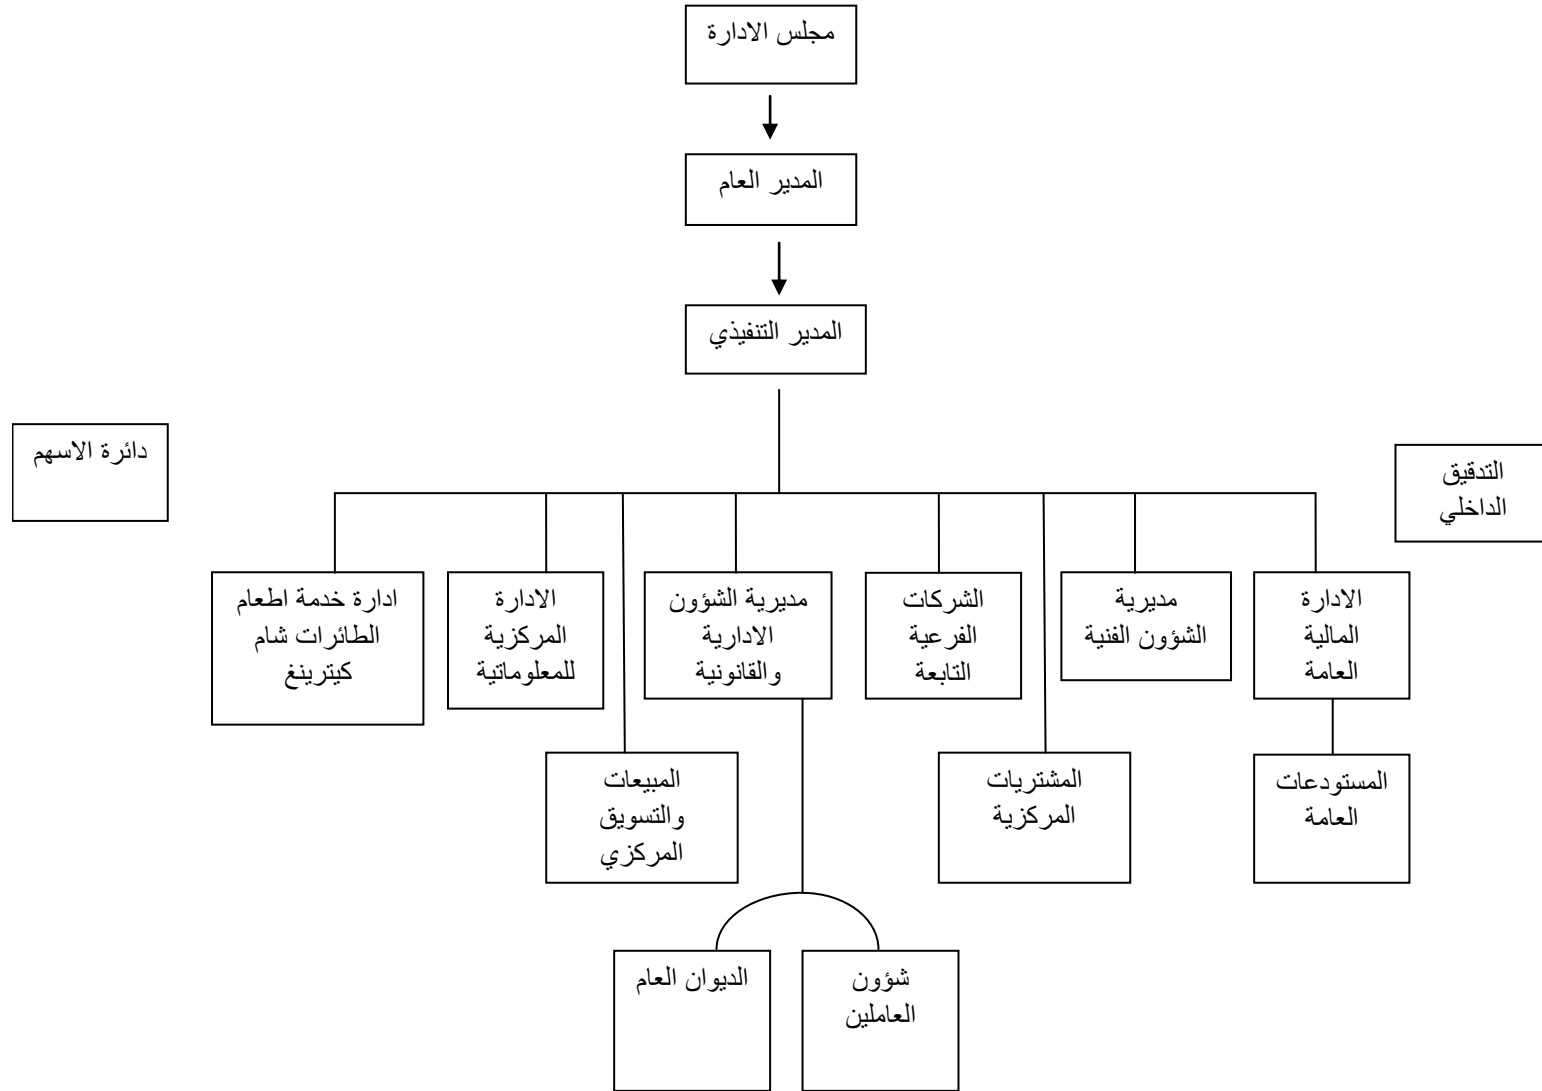 مجلس الادارة
المدير العام
المدير التنفيذي
التدقيق
الداخلي
دائرة الاسهم
الادارة
المالية
العامة
مديرية
الشؤون الفنية
الشركات
الفرعية
التابعة
مديرية الشؤون
الادارية
والقانونية
الادارة
المركزية
للمعلوماتية
ادارة خدمة اطعام
الطائرات شام
كيترينغ
المستودعات
العامة
المشتريات
المركزية
المبيعات
والتسويق
المركزي
شؤون
العاملين
الديوان العام